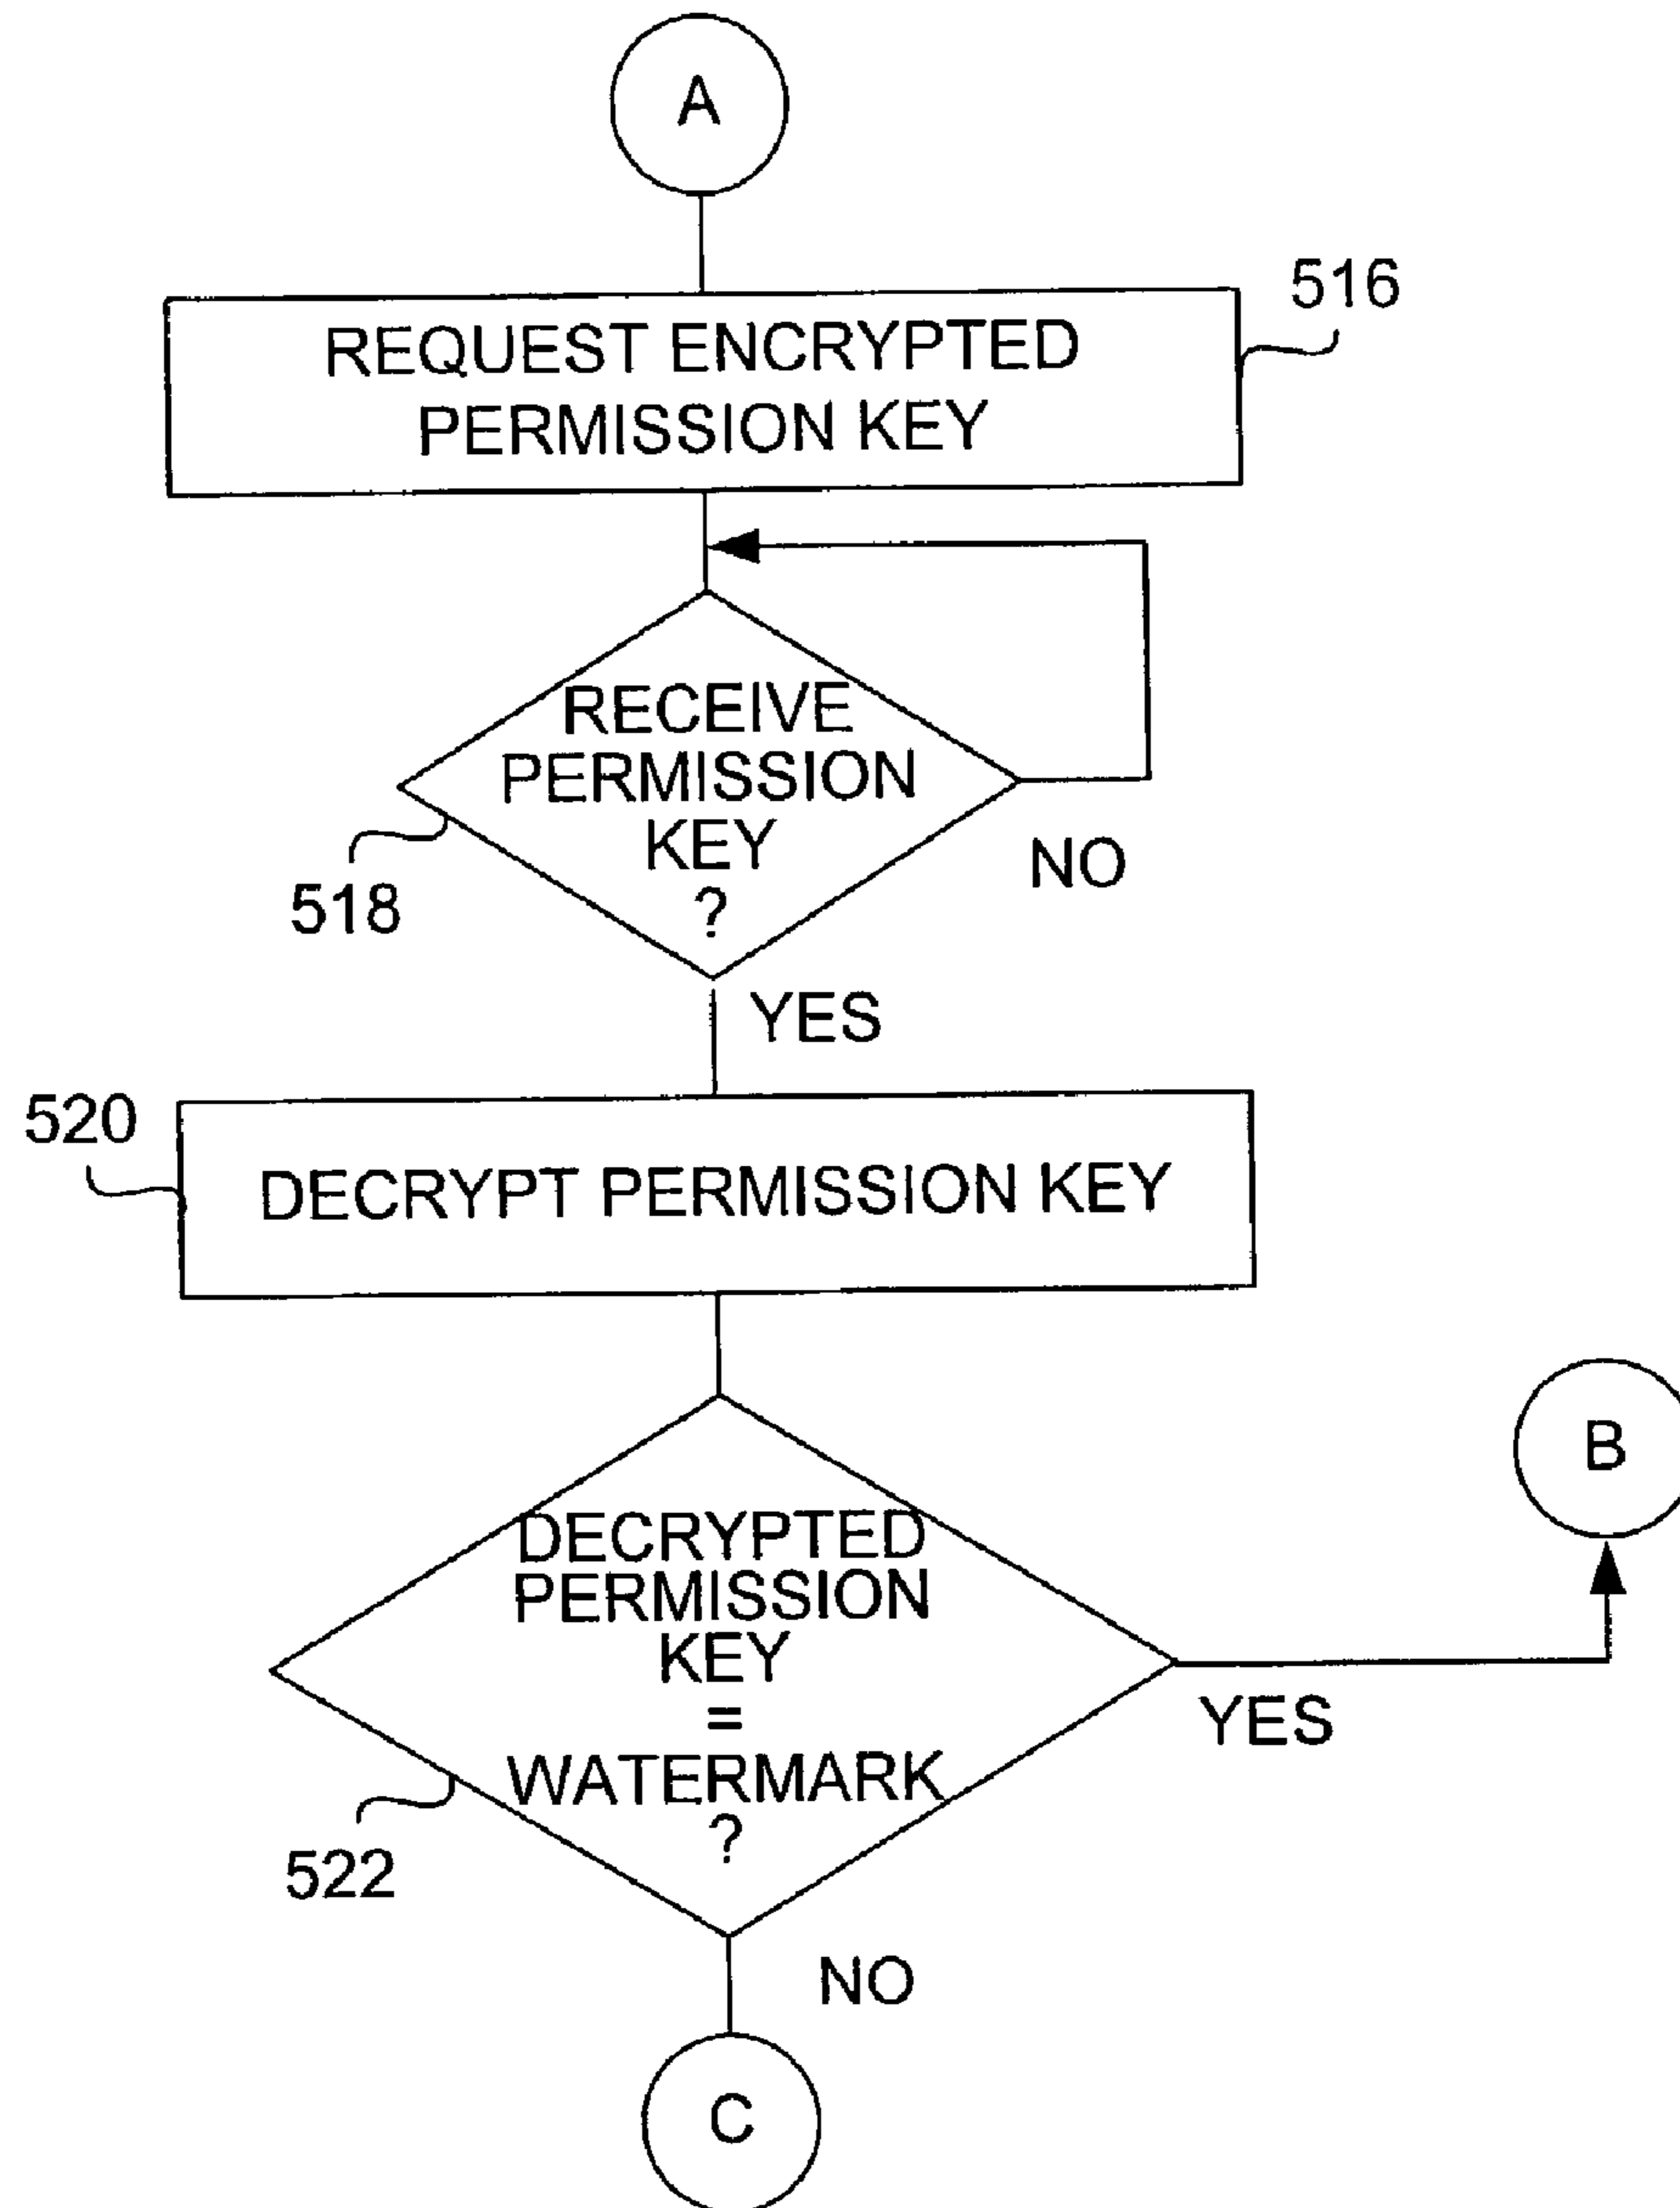 A
516
REQUEST ENCRYPTED
PERMISSION KEY
RECEIVE
PERMISSION
KEY
?
NO
518
YES
520
DECRYPT PERMISSION KEY
B
DECRYPTED
PERMISSION
KEY
=
WATERMARK
?
YES
522
NO
C